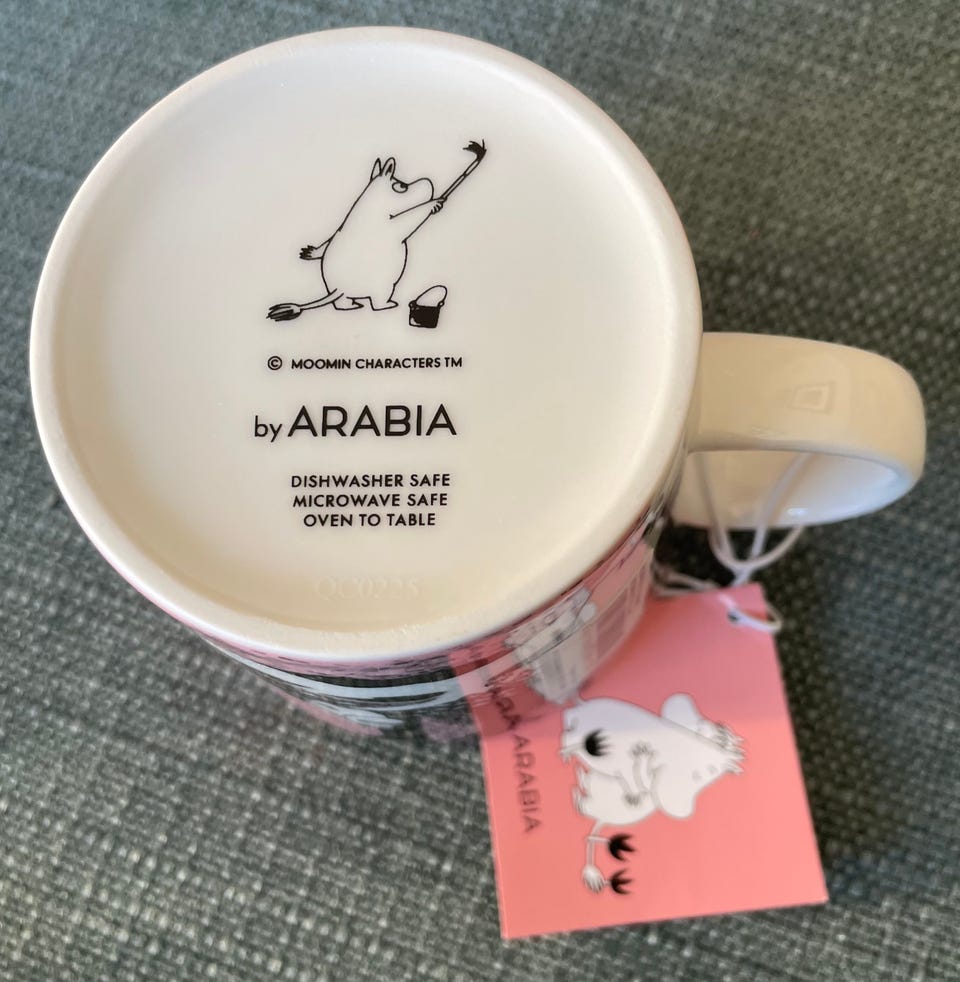 © MOOMIN CHARACTERS TM
by ARABIA
DISHWASHER SAFE
MICROWAVE SAFE
OVEN TO TABLE
QC0225
ARABIA